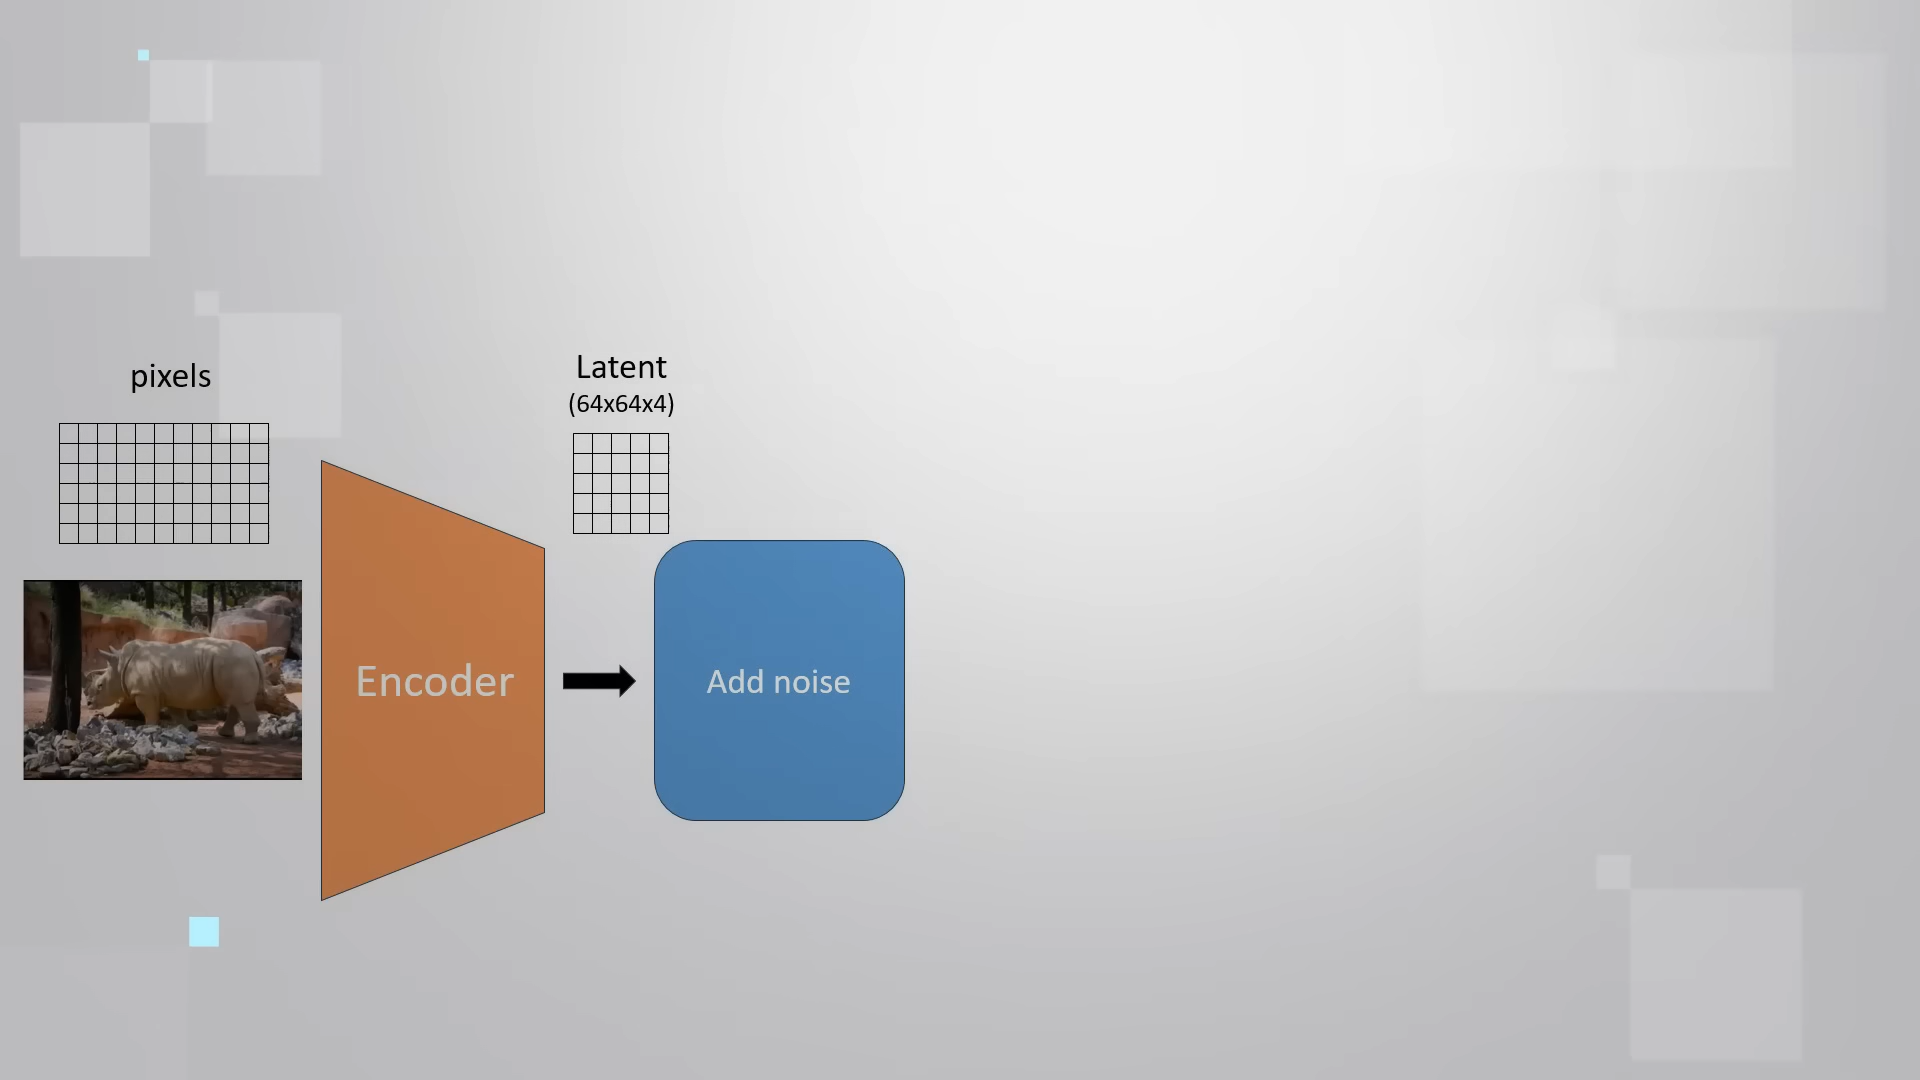 pixels
Latent
(64x64x4)
Encoder
Add noise